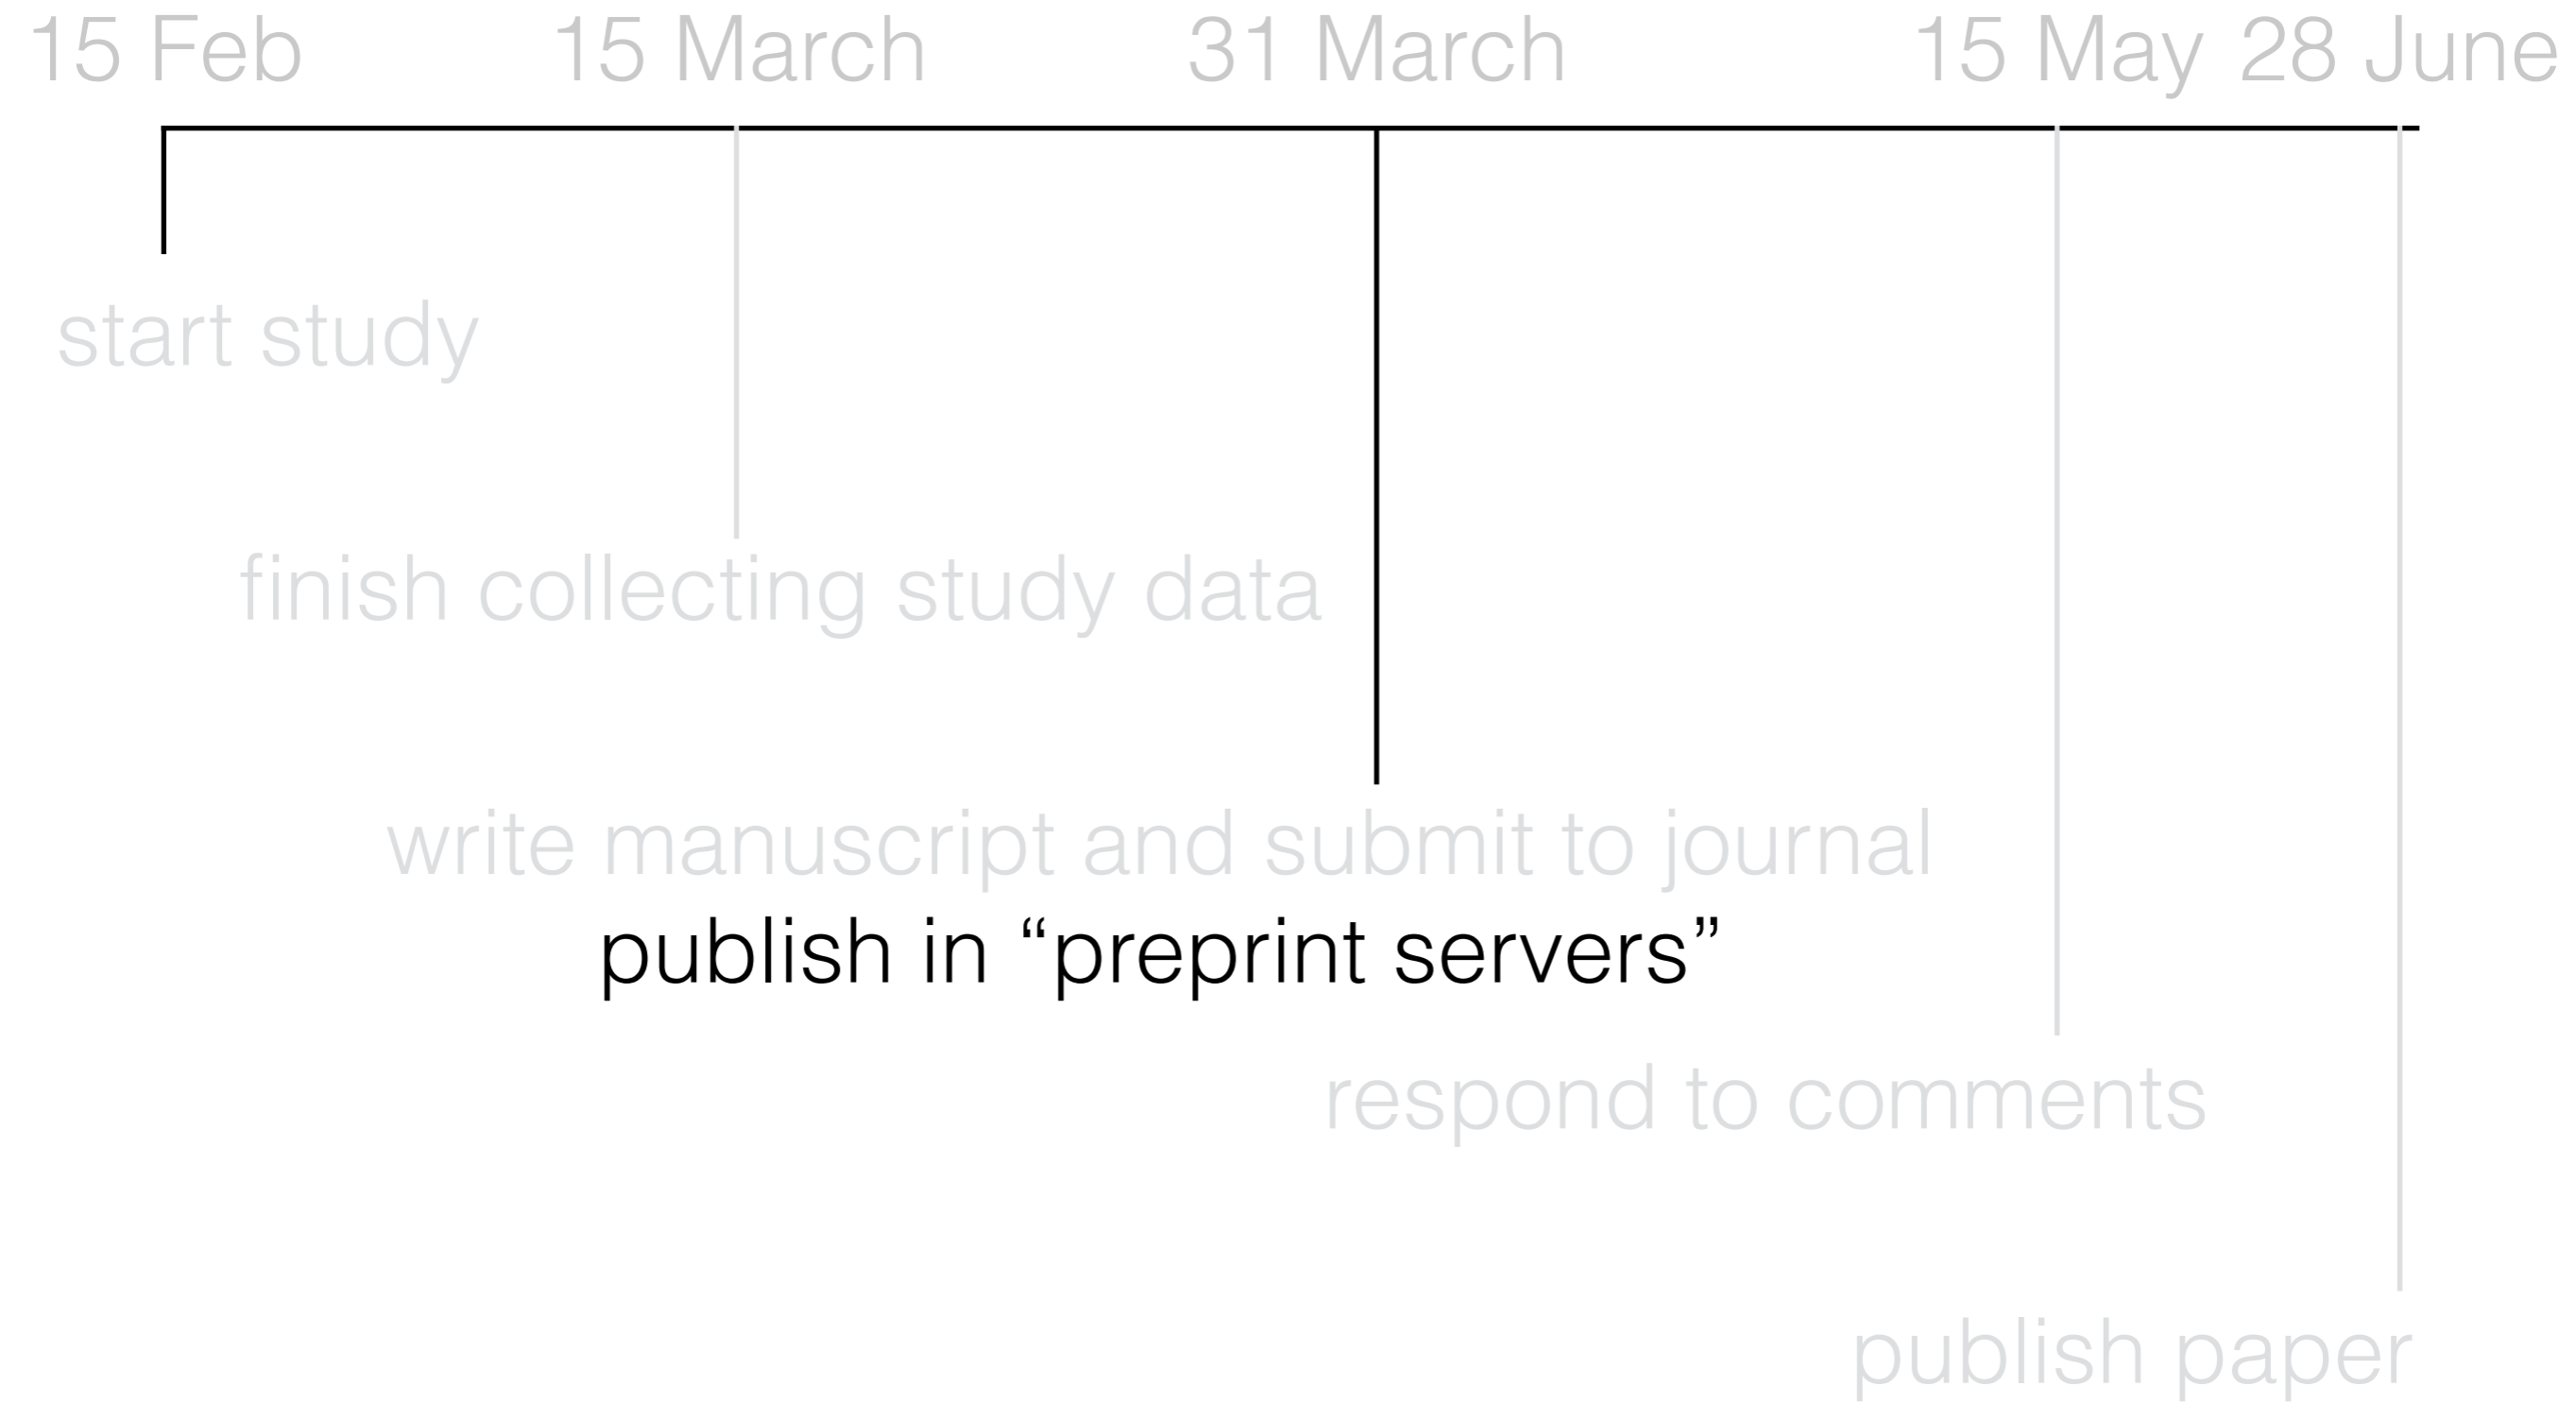 15 Feb
15 March
31 March
15 May
28 June
start study
finish collecting study data
write manuscript and submit to journal
publish in “preprint servers”
respond to comments
publish paper